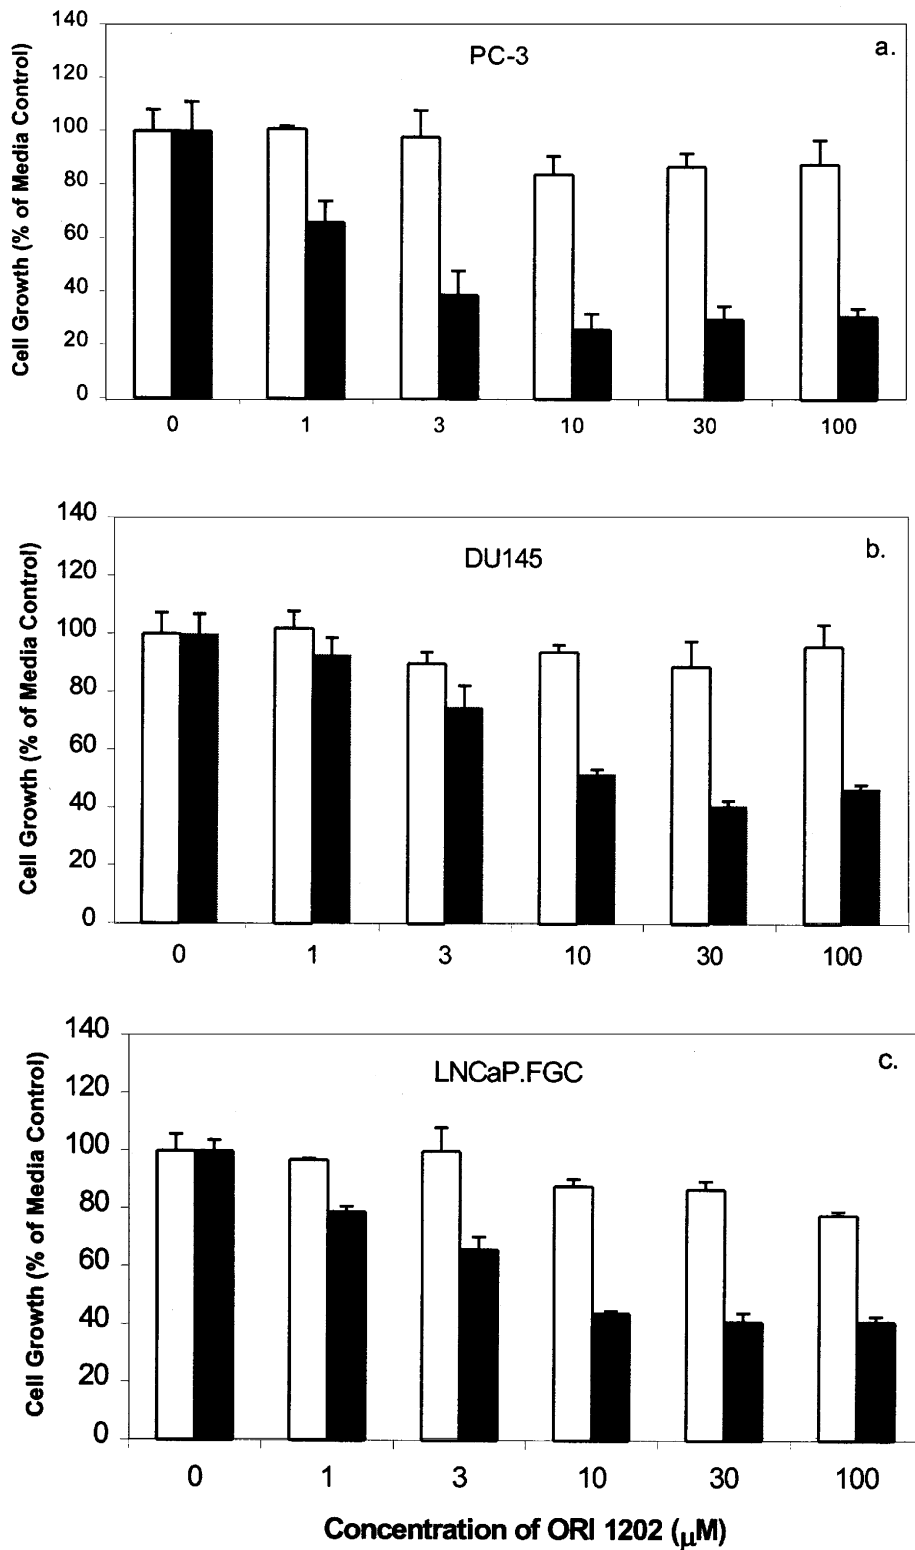 140
120
100
80
60
40
20
0
Cell Growth (% of Media Control)
PC-3
a.
0 1 3 10 30 100
140
120
100
80
60
40
20
0
Cell Growth (% of Media Control)
DU145
b.
0 1 3 10 30 100
140
120
100
80
60
40
20
0
Cell Growth (% of Media Control)
LNCaP.FGC
c.
0 1 3 10 30 100
Concentration of ORI 1202 (μM)